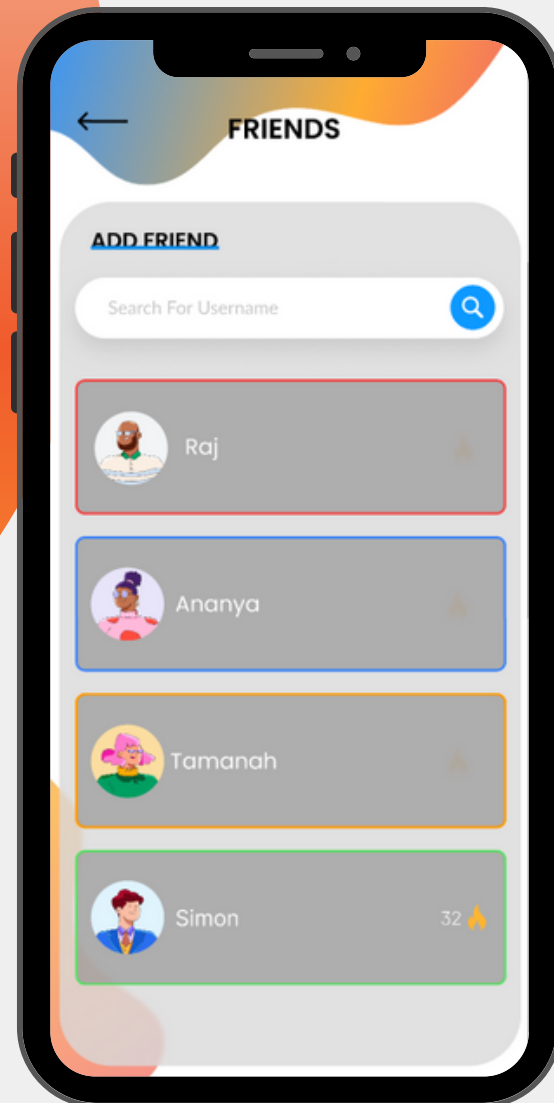 FRIENDS
ADD FRIEND
Search For Username
Raj
Ananya
Tamanah
Simon
32